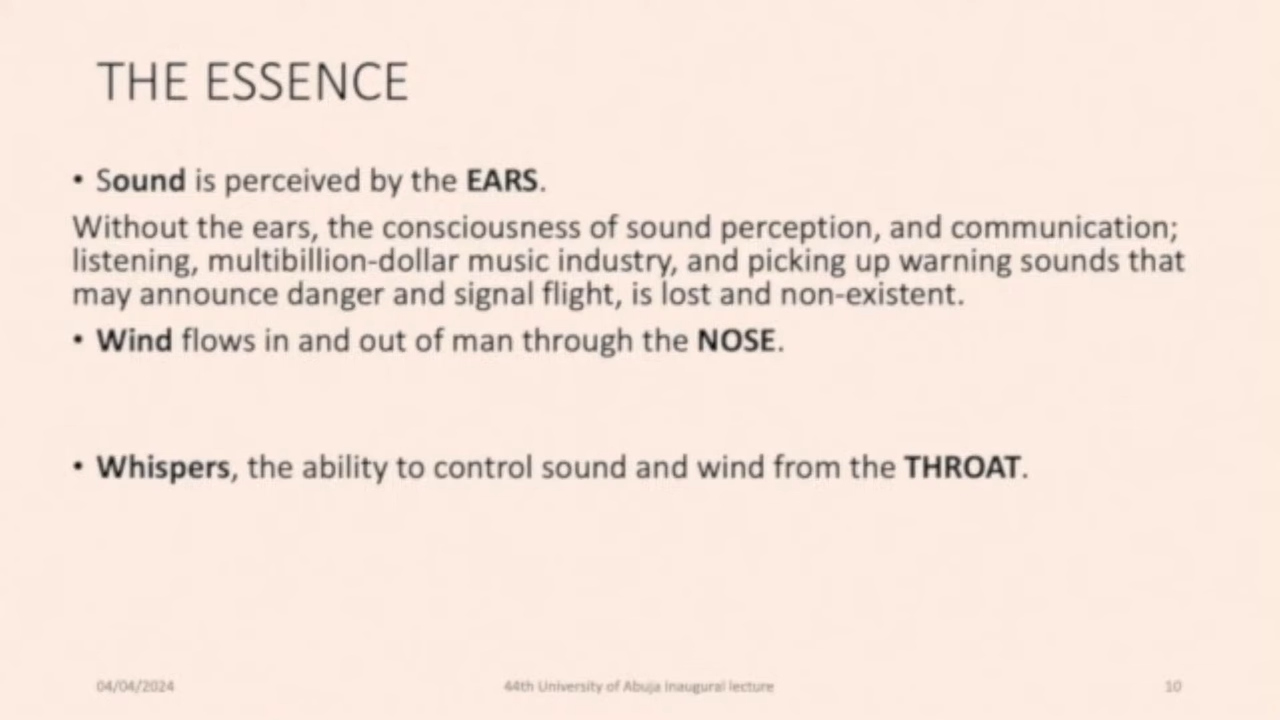 THE ESSENCE
• Sound is perceived by the EARS.
Without the ears, the consciousness of sound perception, and communication;
listening, multibillion-dollar music industry, and picking up warning sounds that
may announce danger and signal flight, is lost and non-existent.
• Wind flows in and out of man through the NOSE.
• Whispers, the ability to control sound and wind from the THROAT.
04/04/2024
44th University of Abuja Inaugural lecture
10